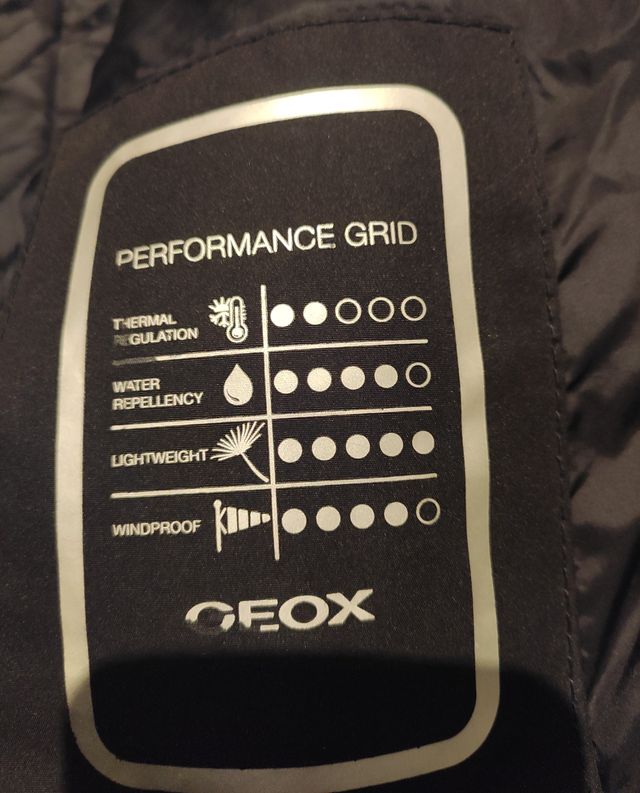 PERFORMANCE GRID
THERMAL
REGULATION
WATER
REPELLENCY
LIGHTWEIGHT
WINDPROOF
GEOX